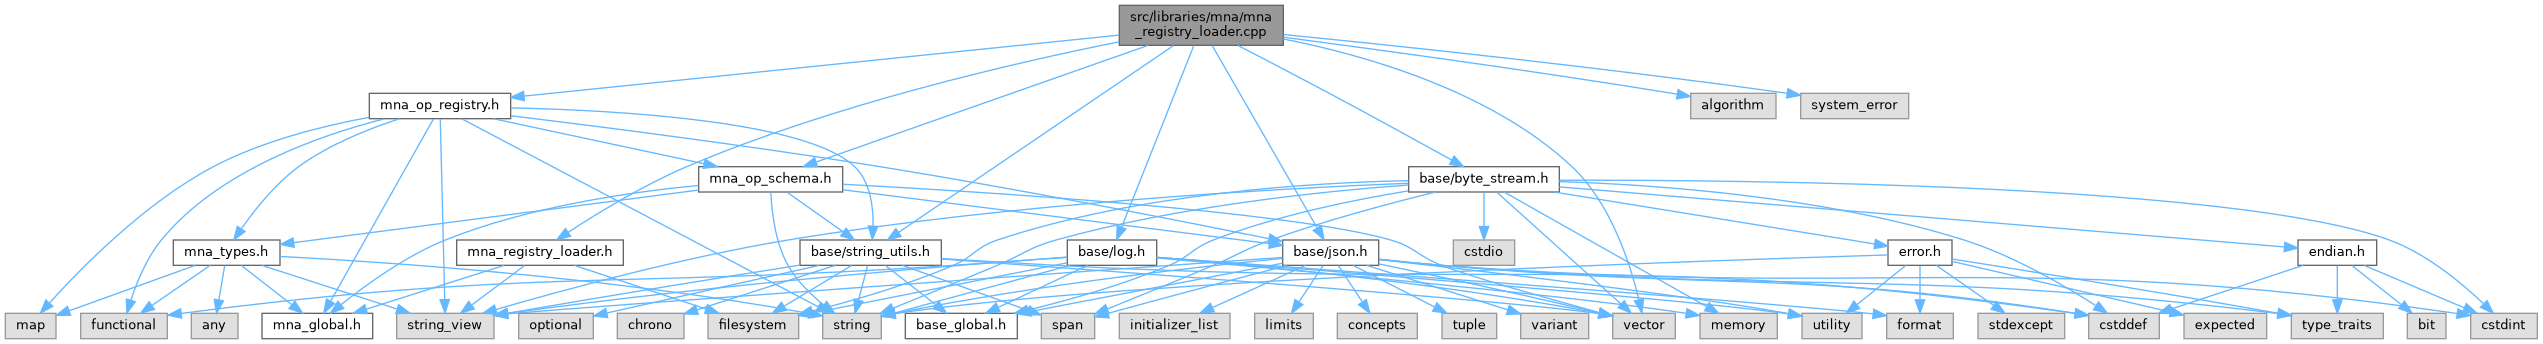 src/libraries/mna/mna
_registry_loader.cpp
mna_op_registry.h
algorithm
system_error
mna_op_schema.h
base/byte_stream.h
mna_types.h
mna_registry_loader.h
base/string_utils.h
base/log.h
base/json.h
cstdio
error.h
endian.h
map
functional
any
mna_global.h
string_view
optional
chrono
filesystem
string
base_global.h
span
initializer_list
limits
concepts
tuple
variant
vector
memory
utility
format
stdexcept
cstddef
expected
type_traits
bit
cstdint